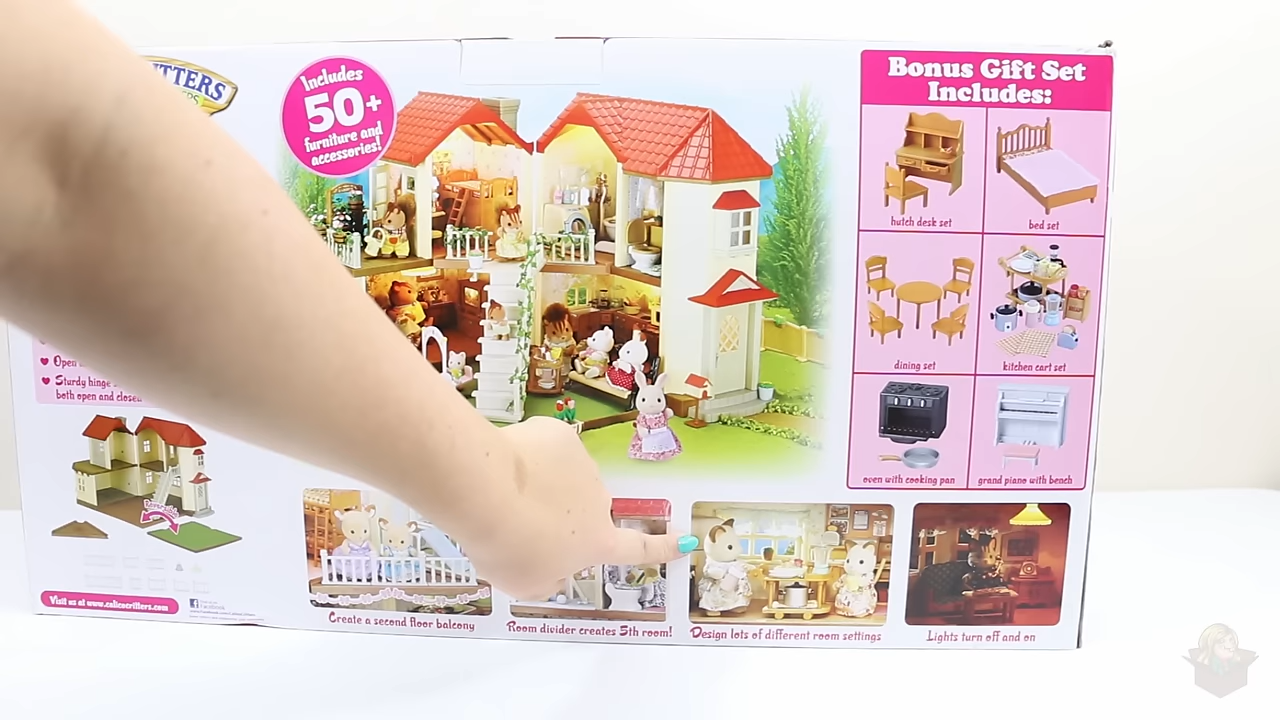 ITTERS
Includes
50+
furniture and
accessories!
Bonus Gift Set
Includes:
hutch desk set
bed set
dining set
kitchen cart set
oven with cooking pan
grand piano with bench
Open
Sturdy hinge
both open and closed
Reversible
Visit us at www.calicocritters.com
Create a second floor balcony
Room divider creates 5th room!
Design lots of different room settings
Lights turn off and on